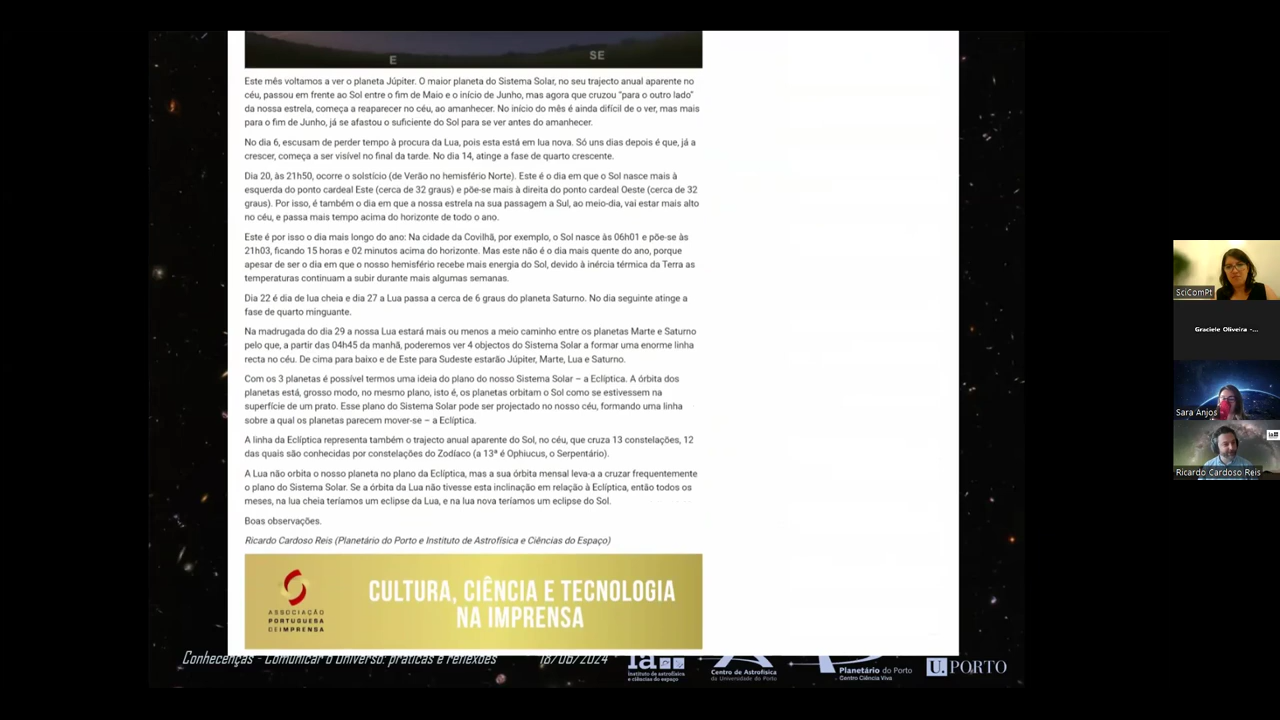 E
SE
Este mês voltamos a ver o planeta Júpiter. O maior planeta do Sistema Solar, no seu trajecto anual aparente no
céu, passou em frente ao Sol entre o fim de Maio e o início de Junho, mas agora que cruzou “para o outro lado”
da nossa estrela, começa a reaparecer no céu, ao amanhecer. No início do mês é ainda difícil de o ver, mas mais
para o fim de Junho, já se afastou o suficiente do Sol para se ver antes do amanhecer.
No dia 6, escusam de perder tempo à procura da Lua, pois esta está em lua nova. Só uns dias depois é que, já a
crescer, começa a ser visível no final da tarde. No dia 14, atinge a fase de quarto crescente.
Dia 20, às 21h50, ocorre o solstício (de Verão no hemisfério Norte). Este é o dia em que o Sol nasce mais à
esquerda do ponto cardeal Este (cerca de 32 graus) e põe-se mais à direita do ponto cardeal Oeste (cerca de 32
graus). Por isso, é também o dia em que a nossa estrela na sua passagem a Sul, ao meio-dia, vai estar mais alto
no céu, e passa mais tempo acima do horizonte de todo o ano.
Este é por isso o dia mais longo do ano: Na cidade da Covilhã, por exemplo, o Sol nasce às 06h01 e põe-se às
21h03, ficando 15 horas e 02 minutos acima do horizonte. Mas este não é o dia mais quente do ano, porque
apesar de ser o dia em que o nosso hemisfério recebe mais energia do Sol, devido à inércia térmica da Terra as
temperaturas continuam a subir durante mais algumas semanas.
Dia 22 é dia de lua cheia e dia 27 a Lua passa a cerca de 6 graus do planeta Saturno. No dia seguinte atinge a
fase de quarto minguante.
Na madrugada do dia 29 a nossa Lua estará mais ou menos a meio caminho entre os planetas Marte e Saturno
pelo que, a partir das 04h45 da manhã, poderemos ver 4 objectos do Sistema Solar a formar uma enorme linha
recta no céu. De cima para baixo e de Este para Sudeste estarão Júpiter, Marte, Lua e Saturno.
Com os 3 planetas é possível termos uma ideia do plano do nosso Sistema Solar – a Eclíptica. A órbita dos
planetas está, grosso modo, no mesmo plano, isto é, os planetas orbitam o Sol como se estivessem na
superfície de um prato. Esse plano do Sistema Solar pode ser projectado no nosso céu, formando uma linha
sobre a qual os planetas parecem mover-se – a Eclíptica.
A linha da Eclíptica representa também o trajecto anual aparente do Sol, no céu, que cruza 13 constelações, 12
das quais são conhecidas por constelações do Zodíaco (a 13ª é Ophiucus, o Serpentário).
A Lua não orbita o nosso planeta no plano da Eclíptica, mas a sua órbita mensal leva-a a cruzar frequentemente
o plano do Sistema Solar. Se a órbita da Lua não tivesse esta inclinação em relação à Eclíptica, então todos os
meses, na lua cheia teríamos um eclipse da Lua, e na lua nova teríamos um eclipse do Sol.
Boas observações.
Ricardo Cardoso Reis (Planetário do Porto e Instituto de Astrofísica e Ciências do Espaço)
ASSOCIAÇÃO
PORTUGUESA
DE IMPRENSA
CULTURA, CIÊNCIA E TECNOLOGIA
NA IMPRENSA
Conhecenças - Comunicar o Universo: práticas e reflexões
18/06/2024
ia
instituto de astrofísica
e ciências do espaço
Centro de Astrofísica
da Universidade do Porto
Planetário do Porto
Centro Ciência Viva
U. PORTO
SciComPt
Graciele Oliveira -...
Sara Anjos
Ricardo Cardoso Reis